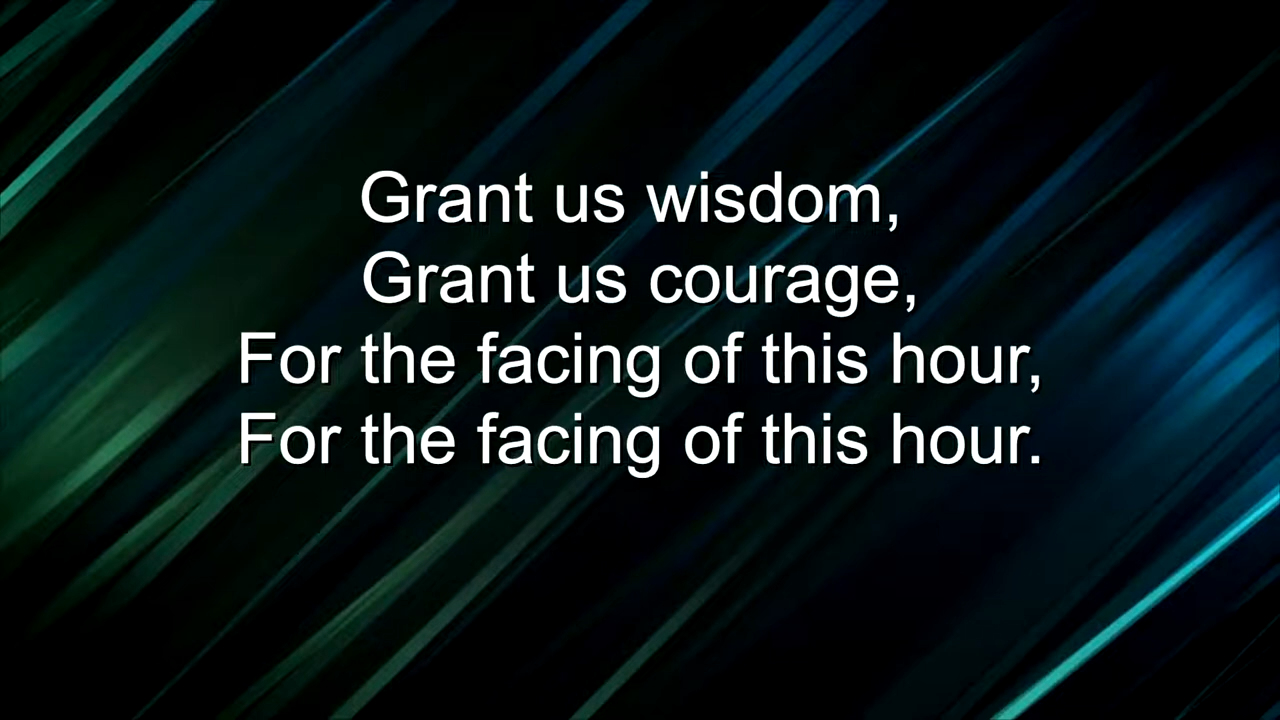 Grant us wisdom,
Grant us courage,
For the facing of this hour,
For the facing of this hour.